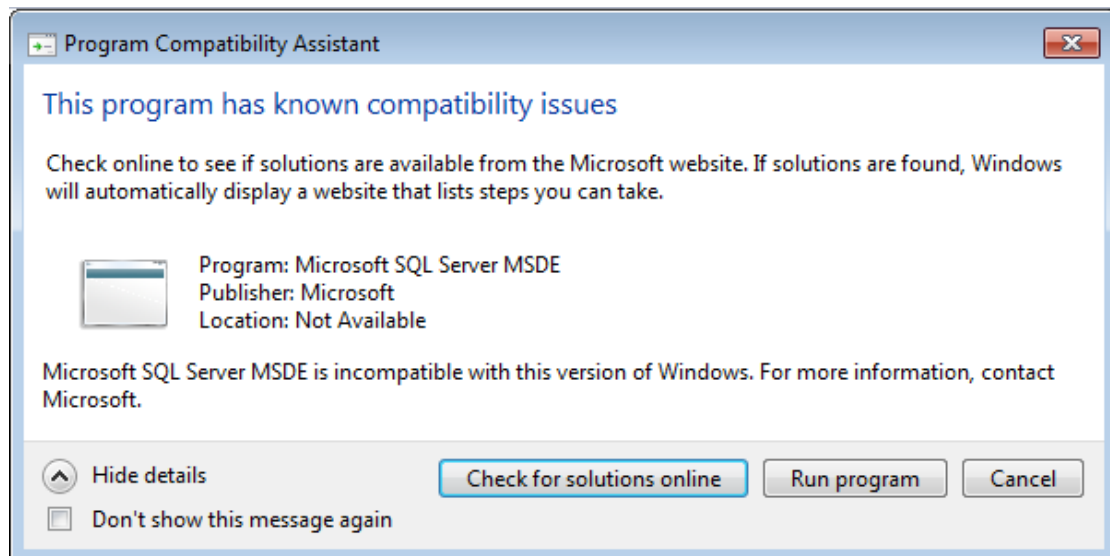 Program Compatibility Assistant
This program has known compatibility issues
Check online to see if solutions are available from the Microsoft website. If solutions are found, Windows
will automatically display a website that lists steps you can take.
Program: Microsoft SQL Server MSDE
Publisher: Microsoft
Location: Not Available
Microsoft SQL Server MSDE is incompatible with this version of Windows. For more information, contact
Microsoft.
Hide details
Check for solutions online
Run program
Cancel
Don't show this message again